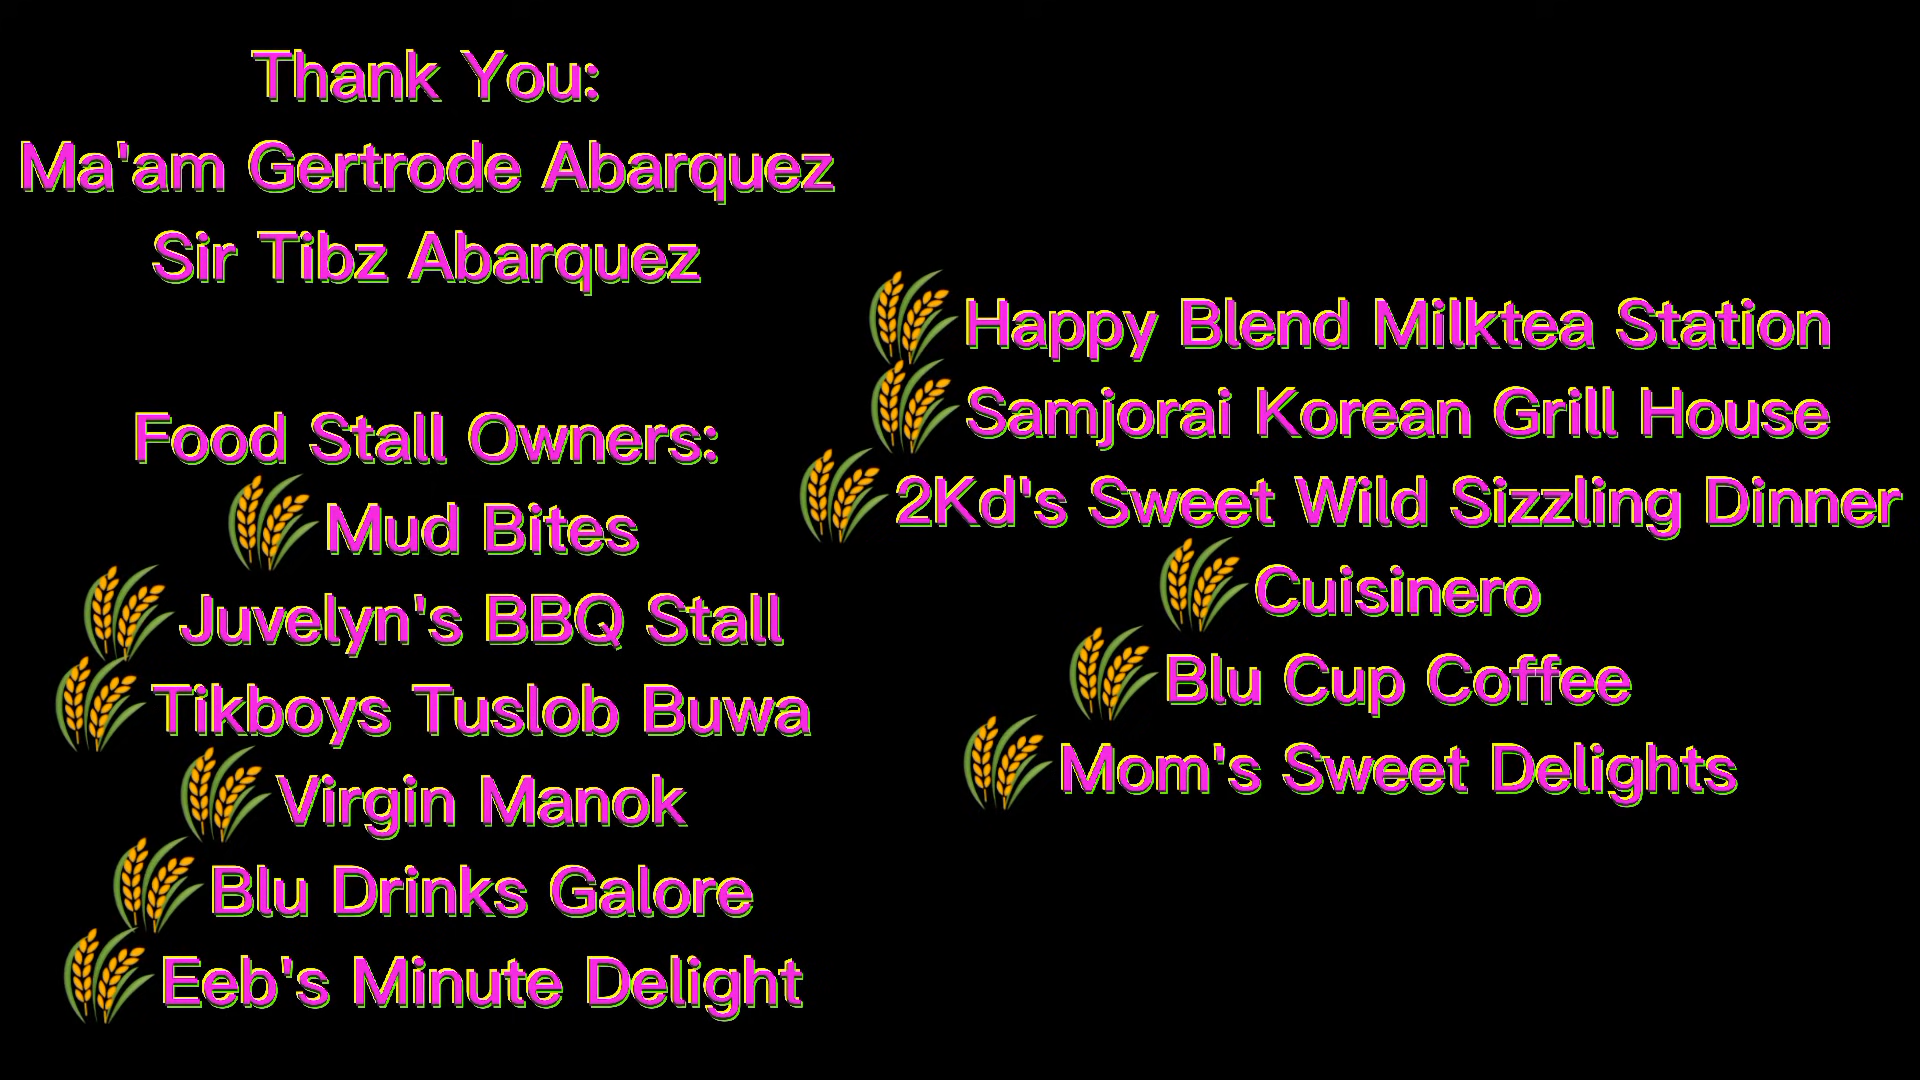 Thank You:
Ma'am Gertrode Abarquez
Sir Tibz Abarquez
Food Stall Owners:
🌾Mud Bites
🌾Juvelyn's BBQ Stall
🌾Tikboys Tuslob Buwa
🌾Virgin Manok
🌾Blu Drinks Galore
🌾Eeb's Minute Delight
🌾Happy Blend Milktea Station
🌾Samjorai Korean Grill House
🌾2Kd's Sweet Wild Sizzling Dinner
🌾Cuisinero
🌾Blu Cup Coffee
🌾Mom's Sweet Delights